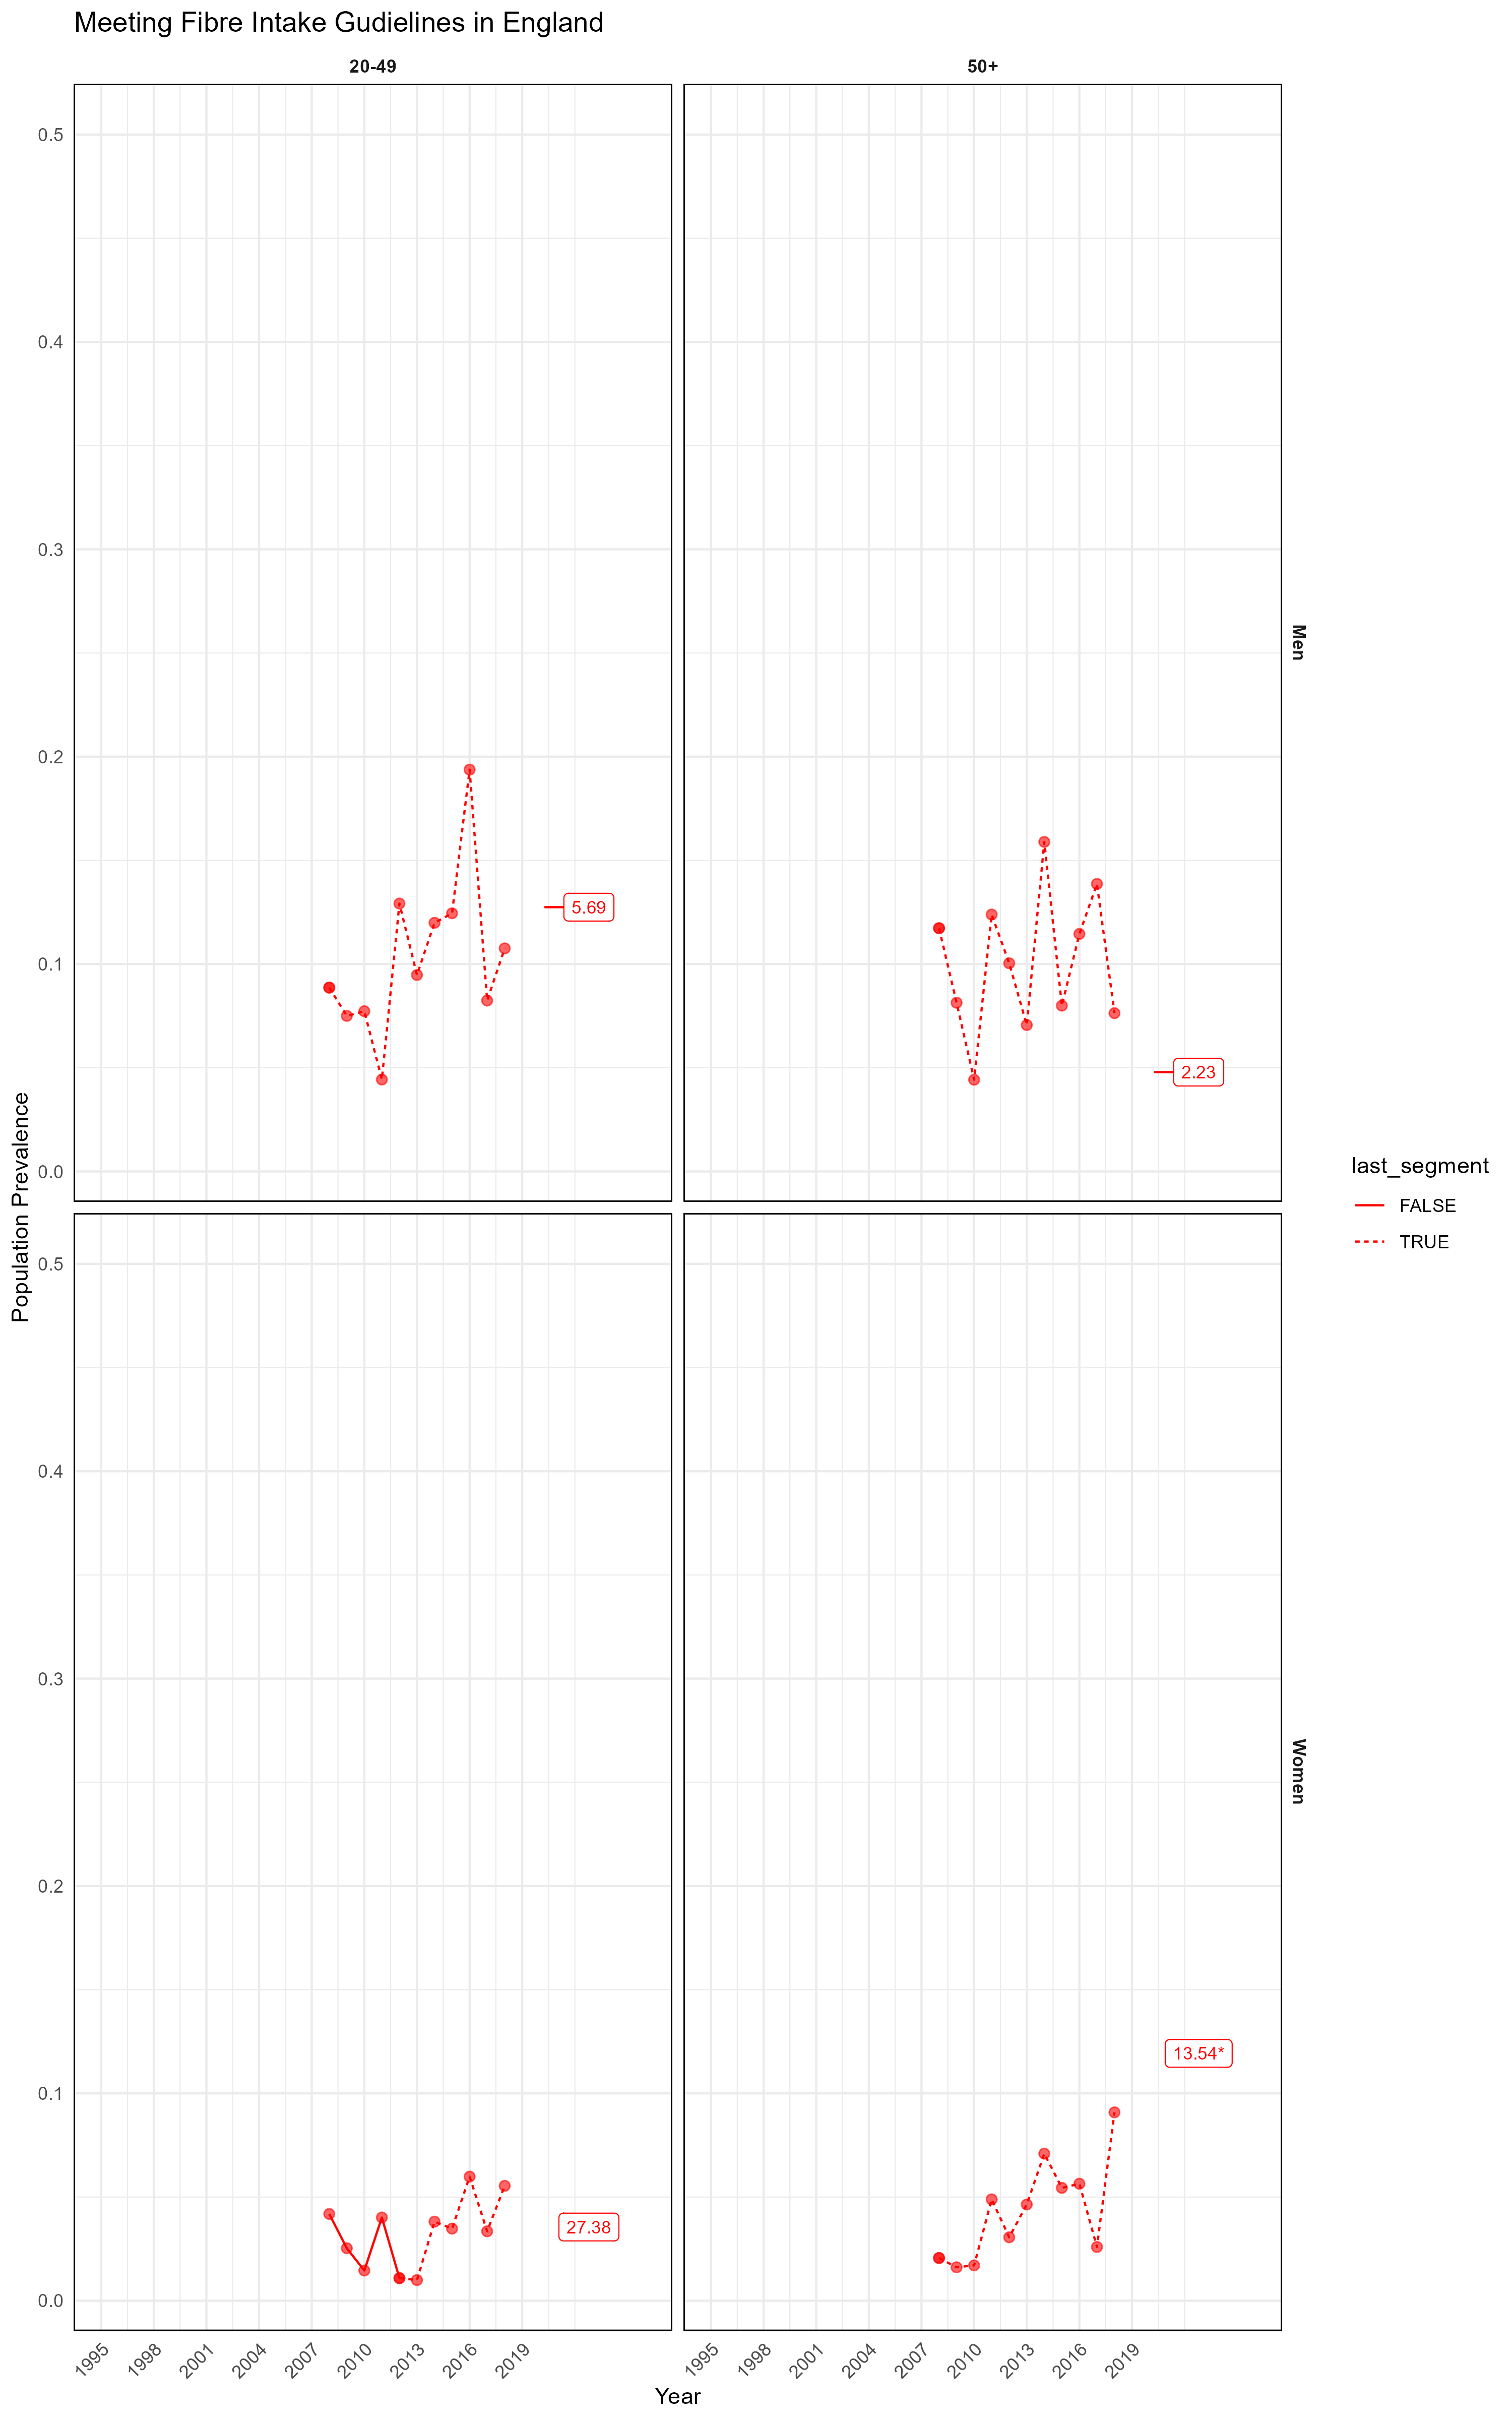 Meeting Fibre Intake Gudielines in England
20-49
50+
0.5
0.4
0.3
0.2
0.1
0.0
5.69
2.23
Men
Population Prevalence
last_segment
FALSE
TRUE
0.5
0.4
0.3
0.2
0.1
0.0
27.38
13.54*
Women
1995 1998 2001 2004 2007 2010 2013 2016 2019
1995 1998 2001 2004 2007 2010 2013 2016 2019
Year